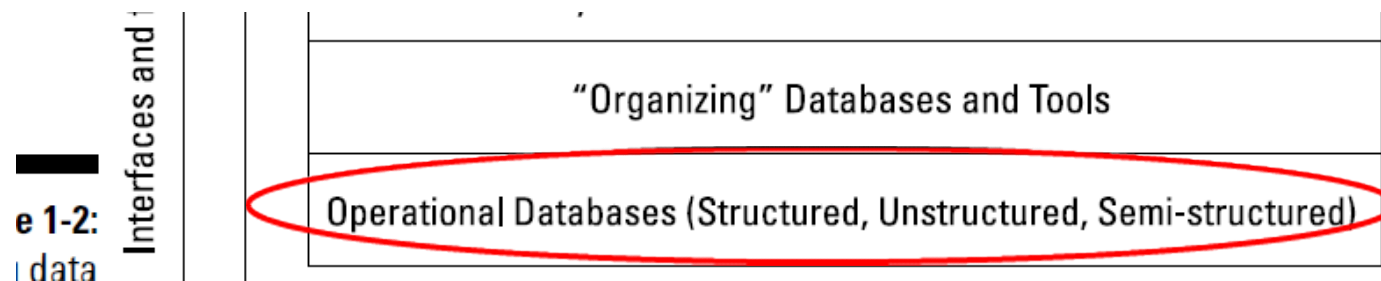 Interfaces and
"Organizing" Databases and Tools
Operational Databases (Structured, Unstructured, Semi-structured)
e 1-2:
data